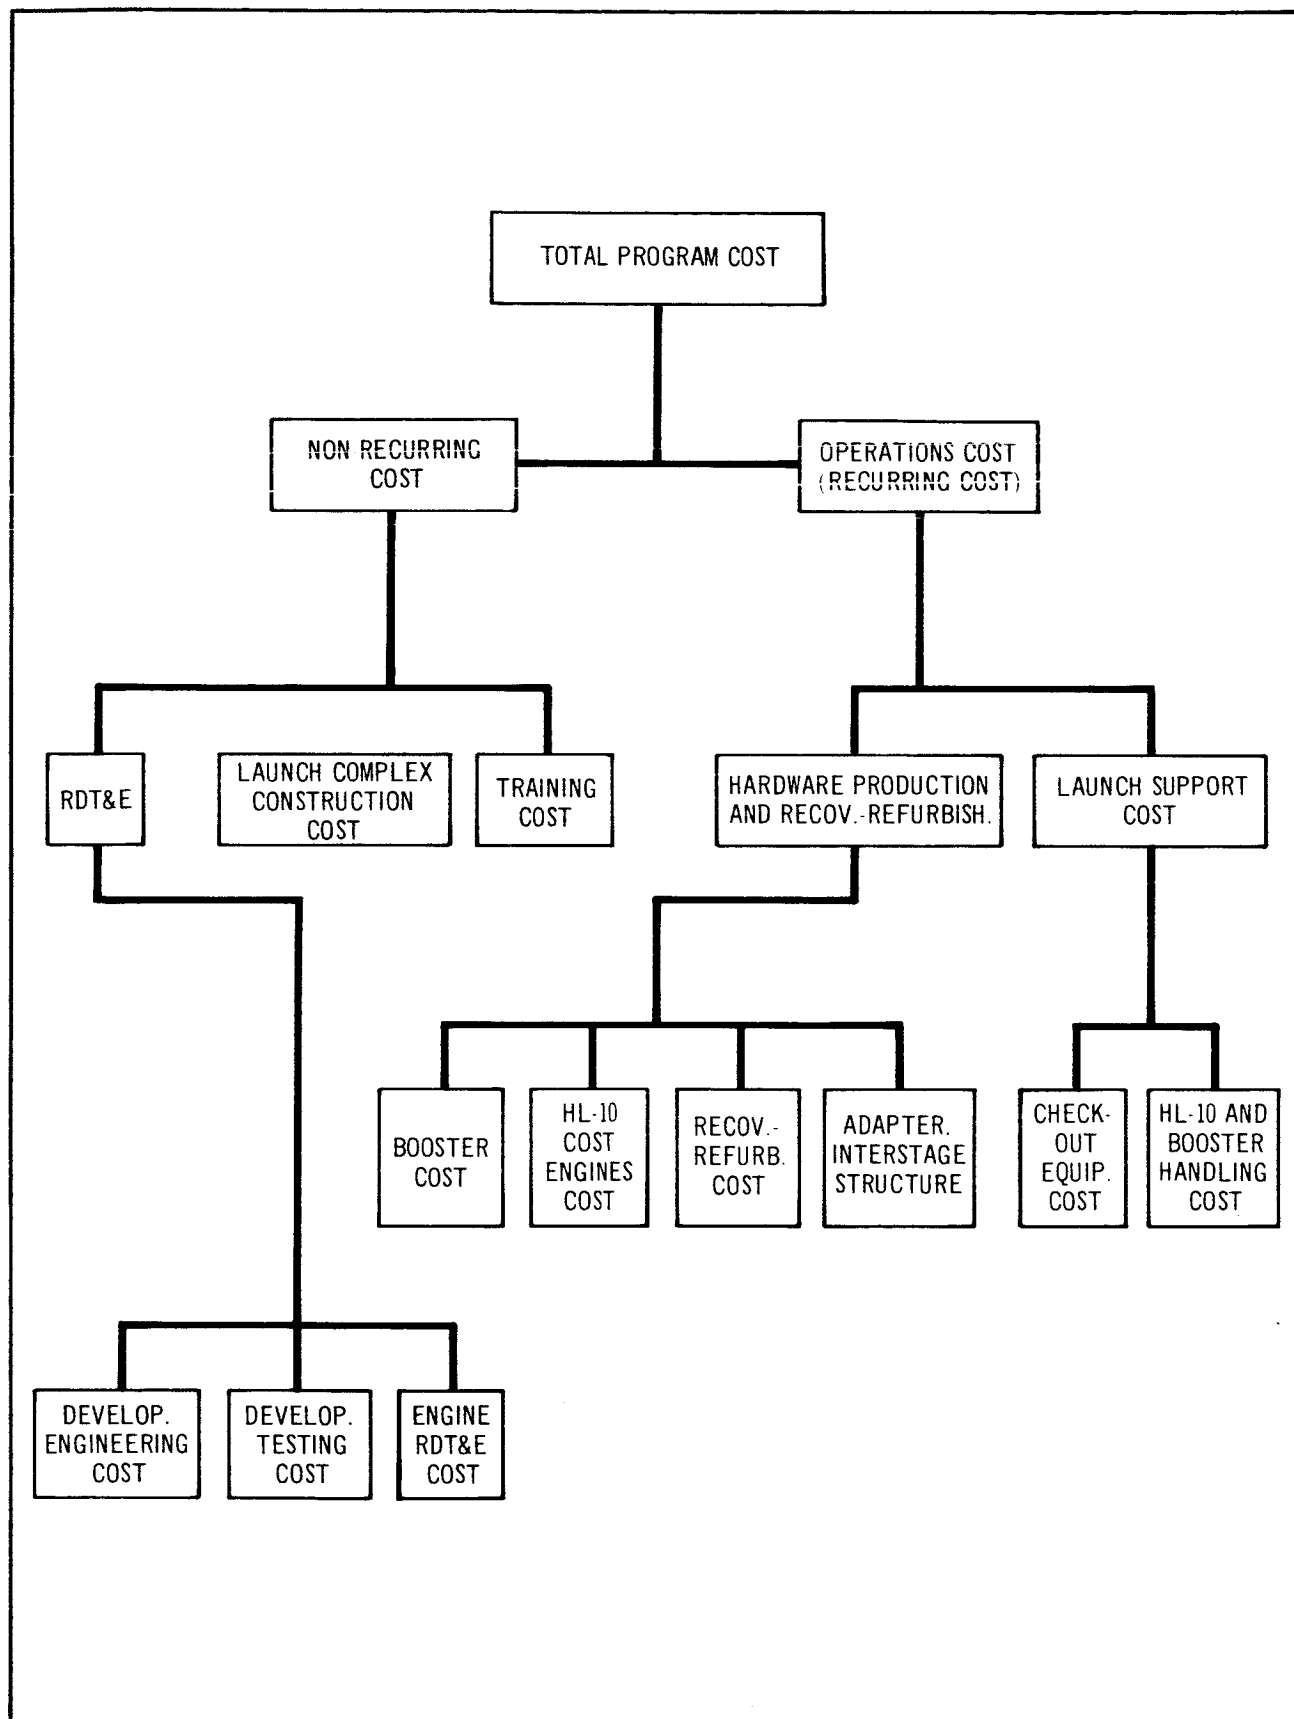 TOTAL PROGRAM COST
NON RECURRING
COST
OPERATIONS COST
(RECURRING COST)
RDT&E
LAUNCH COMPLEX
CONSTRUCTION
COST
TRAINING
COST
HARDWARE PRODUCTION
AND RECOV.-REFURBISH.
LAUNCH SUPPORT
COST
BOOSTER
COST
HL-10
COST
ENGINES
COST
RECOV.-
REFURB.
COST
ADAPTER.
INTERSTAGE
STRUCTURE
CHECK-
OUT
EQUIP.
COST
HL-10 AND
BOOSTER
HANDLING
COST
DEVELOP.
ENGINEERING
COST
DEVELOP.
TESTING
COST
ENGINE
RDT&E
COST